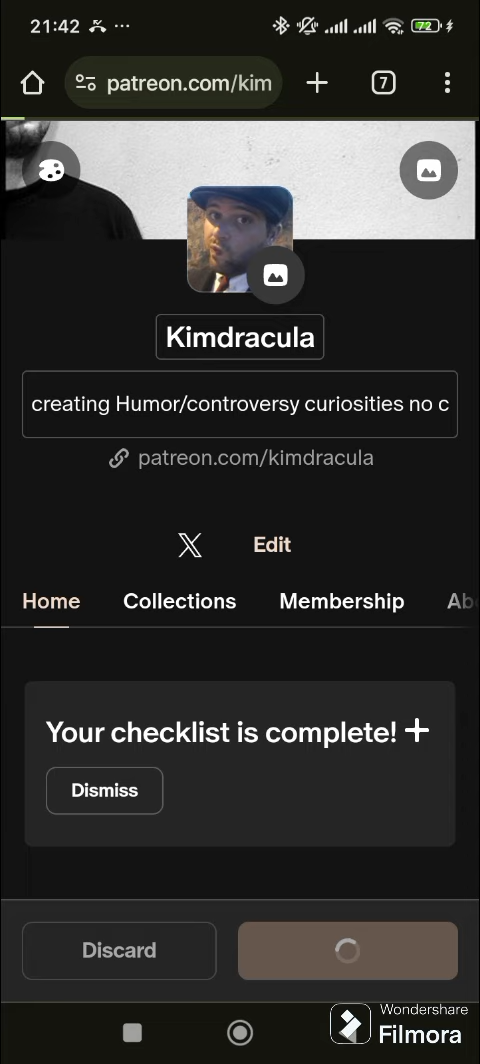 21:42
72
patreon.com/kim
7
Kimdracula
creating Humor/controversy curiosities no c
patreon.com/kimdracula
Edit
Home Collections Membership Ab
Your checklist is complete!
Dismiss
Discard
Wondershare
Filmora